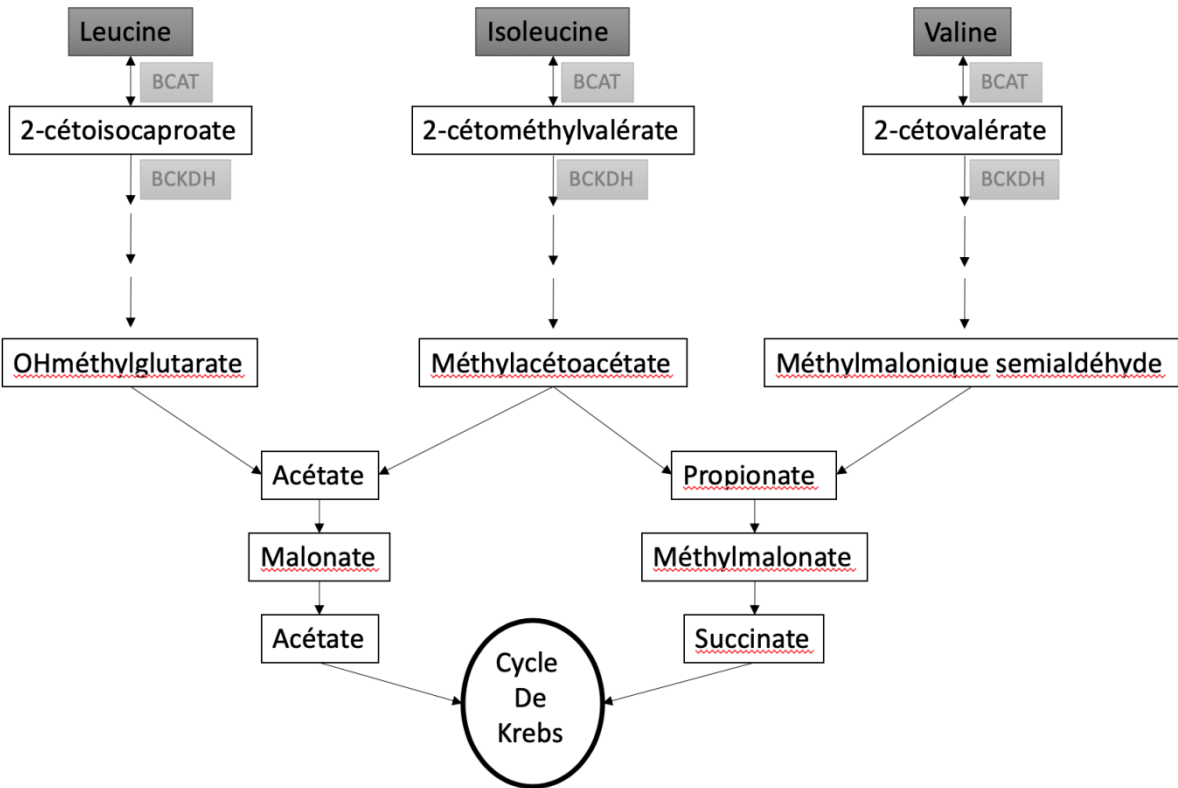 Leucine
Isoleucine
Valine
BCAT
BCAT
BCAT
2-cétoisocaproate
2-cétométhylvalérate
2-cétovalérate
BCKDH
BCKDH
BCKDH
OHméthylglutarate
Méthylacétoacétate
Méthylmalonique semialdéhyde
Acétate
Propionate
Malonate
Méthylmalonate
Acétate
Succinate
Cycle
De
Krebs